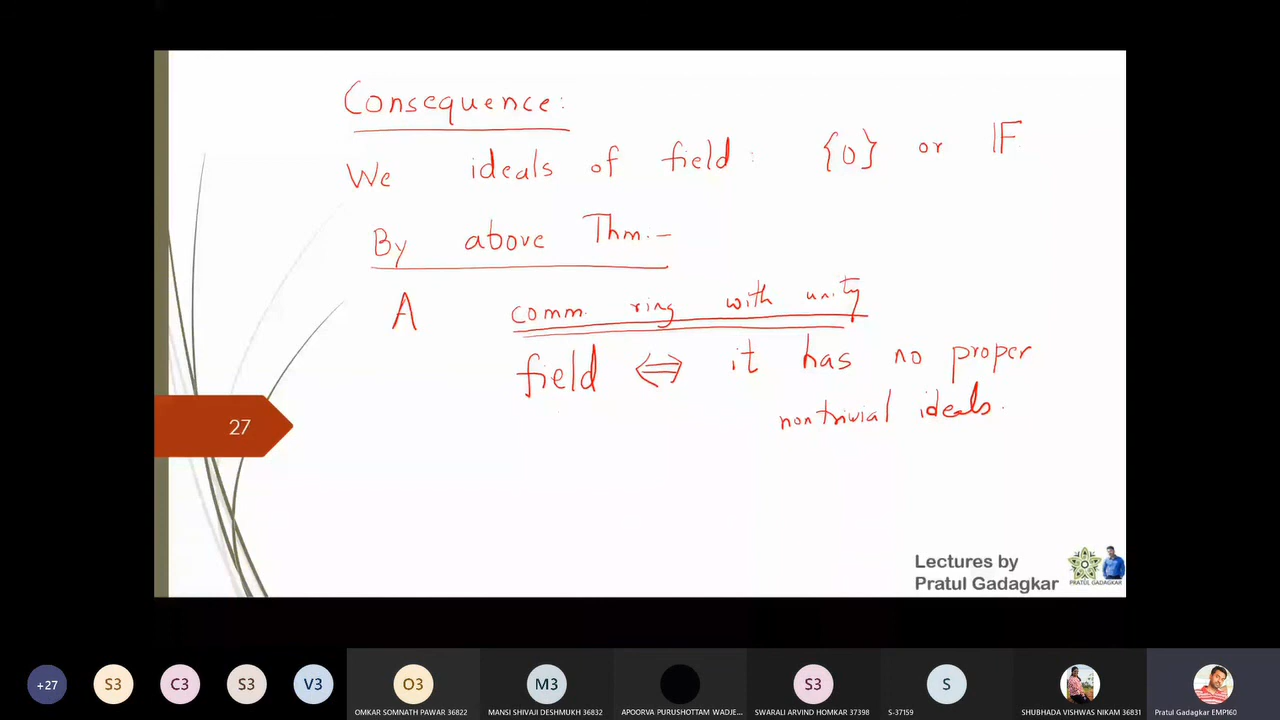 Consequence:
We ideals of field: {0} or IF
By above Thm:-
A comm. ring with unity
field ⇔ it has no proper
nontrivial ideals.
27
Lectures by
Pratul Gadagkar
PRATUL GADAGKAR
+27 S3 C3 S3 V3 O3 M3 S3 S
OMKAR SOMNATH PAWAR 36822 MANSI SHIVAJI DESHMUKH 36832 APOORVA PURUSHOTTAM WADJE... SWARALI ARVIND HOMKAR 37398 S-37159 SHUBHADA VISHWAS NIKAM 36831 Pratul Gadagkar EMP160